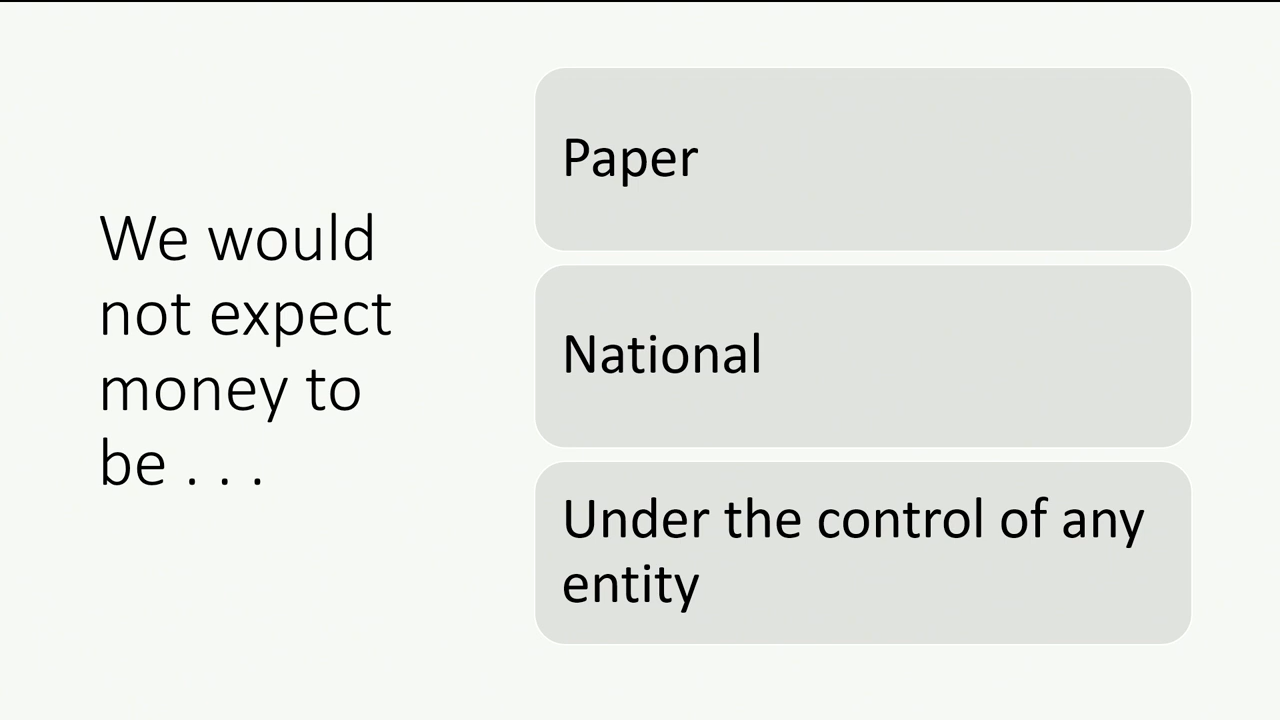 We would
not expect
money to
be . . .
Paper
National
Under the control of any
entity